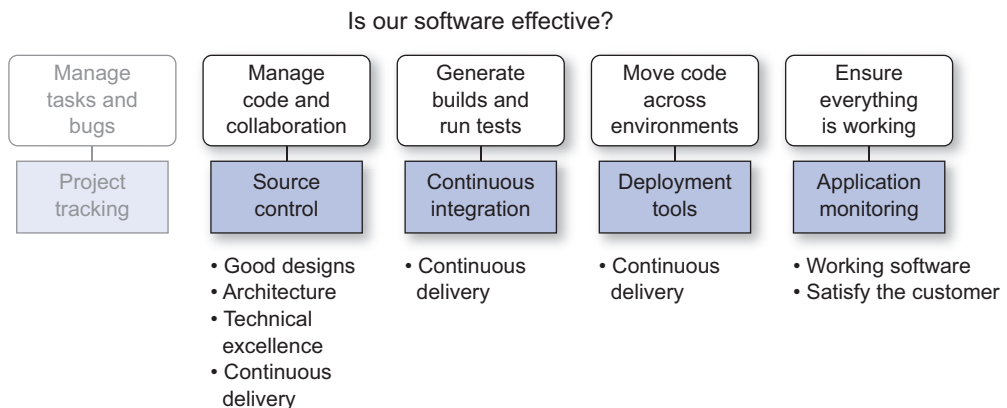 Is our software effective?
Manage
tasks and
bugs
Project
tracking
Manage
code and
collaboration
Source
control
• Good designs
• Architecture
• Technical
excellence
• Continuous
delivery
Generate
builds and
run tests
Continuous
integration
• Continuous
delivery
Move code
across
environments
Deployment
tools
• Continuous
delivery
Ensure
everything
is working
Application
monitoring
• Working software
• Satisfy the customer